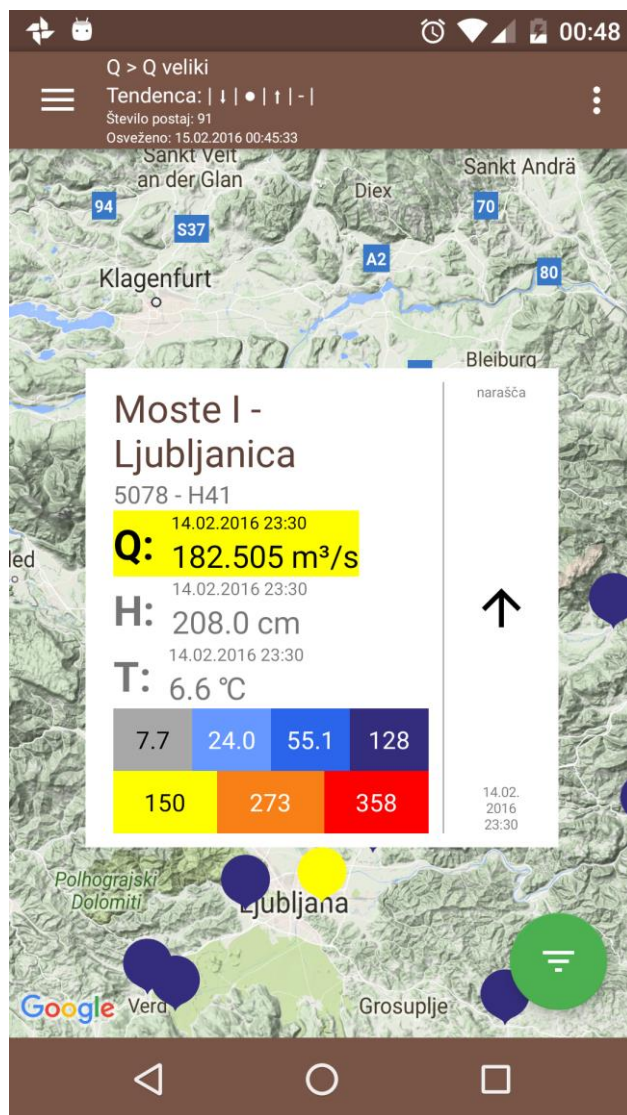 00:48
Q > Q veliki
Tendenca: | ↓ | ● | ↑ | - |
Število postaj: 91
Osveženo: 15.02.2016 00:45:33
Sankt Veit
an der Glan
Sankt Andrä
Diex
94
70
S37
A2
80
Klagenfurt
Bleiburg
Moste I -
Ljubljanica
5078 - H41
narašča
14.02.2016 23:30
Q: 182.505 m³/s
14.02.2016 23:30
H: 208.0 cm
14.02.2016 23:30
T: 6.6 °C
led
7.7 24.0 55.1 128
150 273 358
14.02.
2016
23:30
Polhograjski
Dolomiti
Ljubljana
Google
Verd
Grosuplje